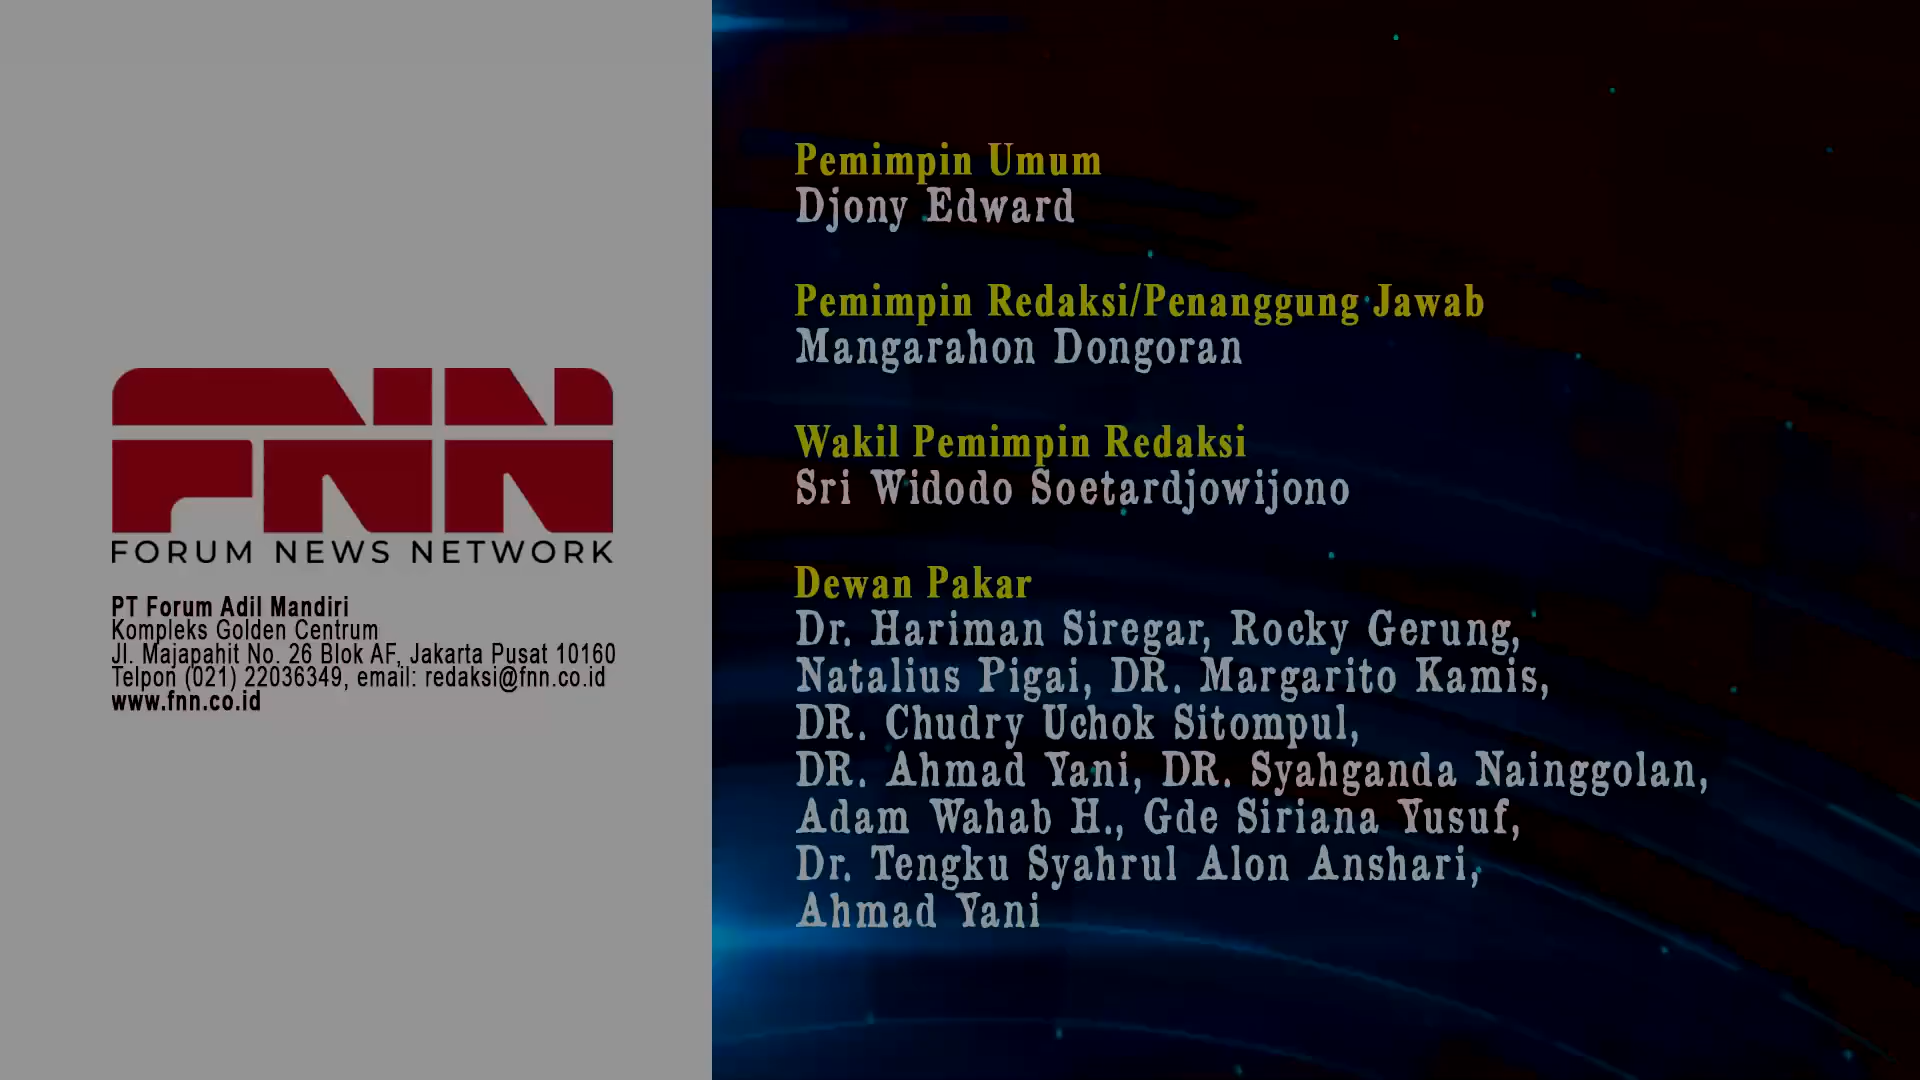 FNN
FORUM NEWS NETWORK
PT Forum Adil Mandiri
Kompleks Golden Centrum
Jl. Majapahit No. 26 Blok AF, Jakarta Pusat 10160
Telpon (021) 22036349, email: redaksi@fnn.co.id
www.fnn.co.id
Pemimpin Umum
Djony Edward
Pemimpin Redaksi/Penanggung Jawab
Mangarahon Dongoran
Wakil Pemimpin Redaksi
Sri Widodo Soetardjowijono
Dewan Pakar
Dr. Hariman Siregar, Rocky Gerung,
Natalius Pigai, DR. Margarito Kamis,
DR. Chudry Uchok Sitompul,
DR. Ahmad Yani, DR. Syahganda Nainggolan,
Adam Wahab H., Gde Siriana Yusuf,
Dr. Tengku Syahrul Alon Anshari,
Ahmad Yani